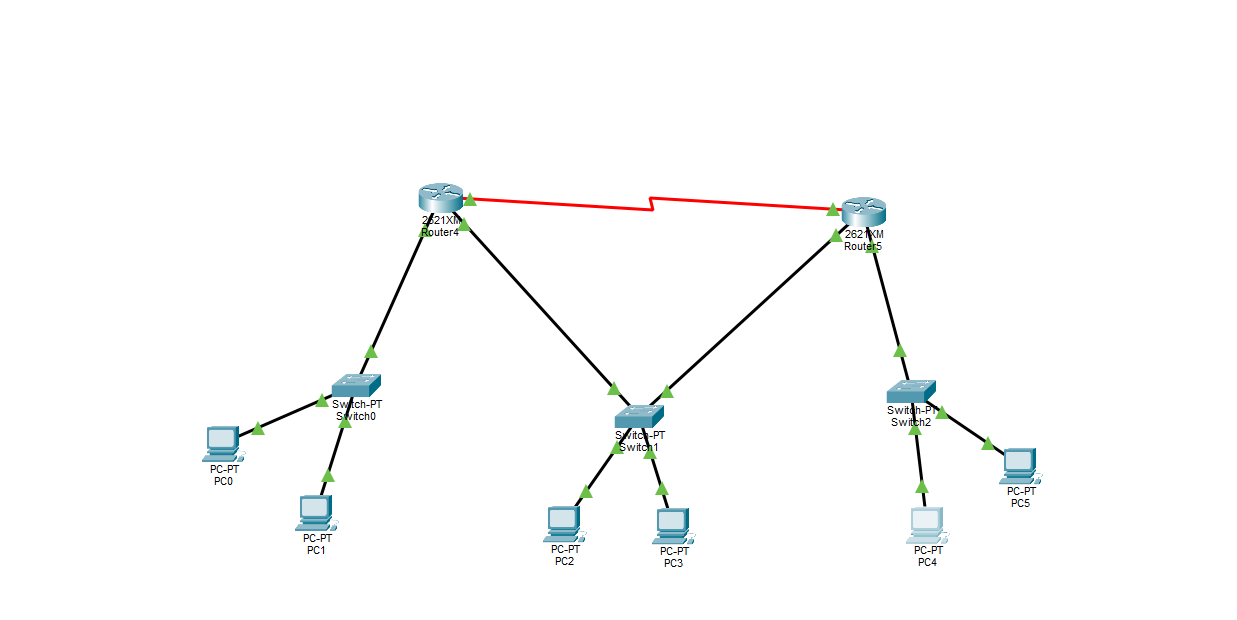 2621XM
Router4
2621XM
Router5
Switch-PT
Switch0
Switch-PT
Switch1
Switch-PT
Switch2
PC-PT
PC0
PC-PT
PC1
PC-PT
PC2
PC-PT
PC3
PC-PT
PC4
PC-PT
PC5